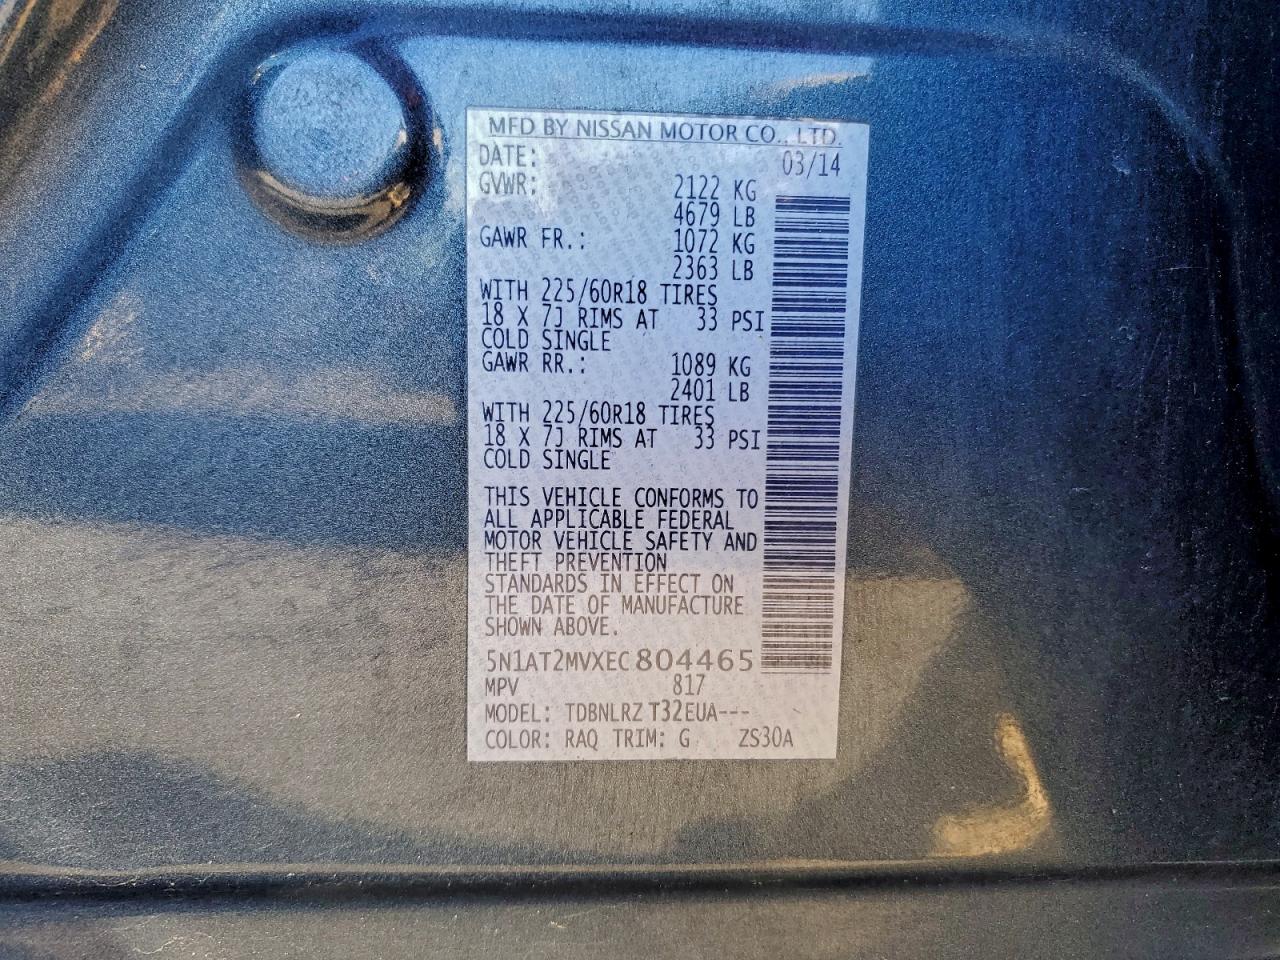 MFD BY NISSAN MOTOR CO., LTD.
DATE: 03/14
GVWR: 2122 KG
4679 LB
GAWR FR.: 1072 KG
2363 LB
WITH 225/60R18 TIRES
18 X 7J RIMS AT 33 PSI
COLD SINGLE
GAWR RR.: 1089 KG
2401 LB
WITH 225/60R18 TIRES
18 X 7J RIMS AT 33 PSI
COLD SINGLE
THIS VEHICLE CONFORMS TO
ALL APPLICABLE FEDERAL
MOTOR VEHICLE SAFETY AND
THEFT PREVENTION
STANDARDS IN EFFECT ON
THE DATE OF MANUFACTURE
SHOWN ABOVE.
5N1AT2MVXEC804465
MPV 817
MODEL: TDBNLRZ T32EUA---
COLOR: RAQ TRIM: G ZS30A